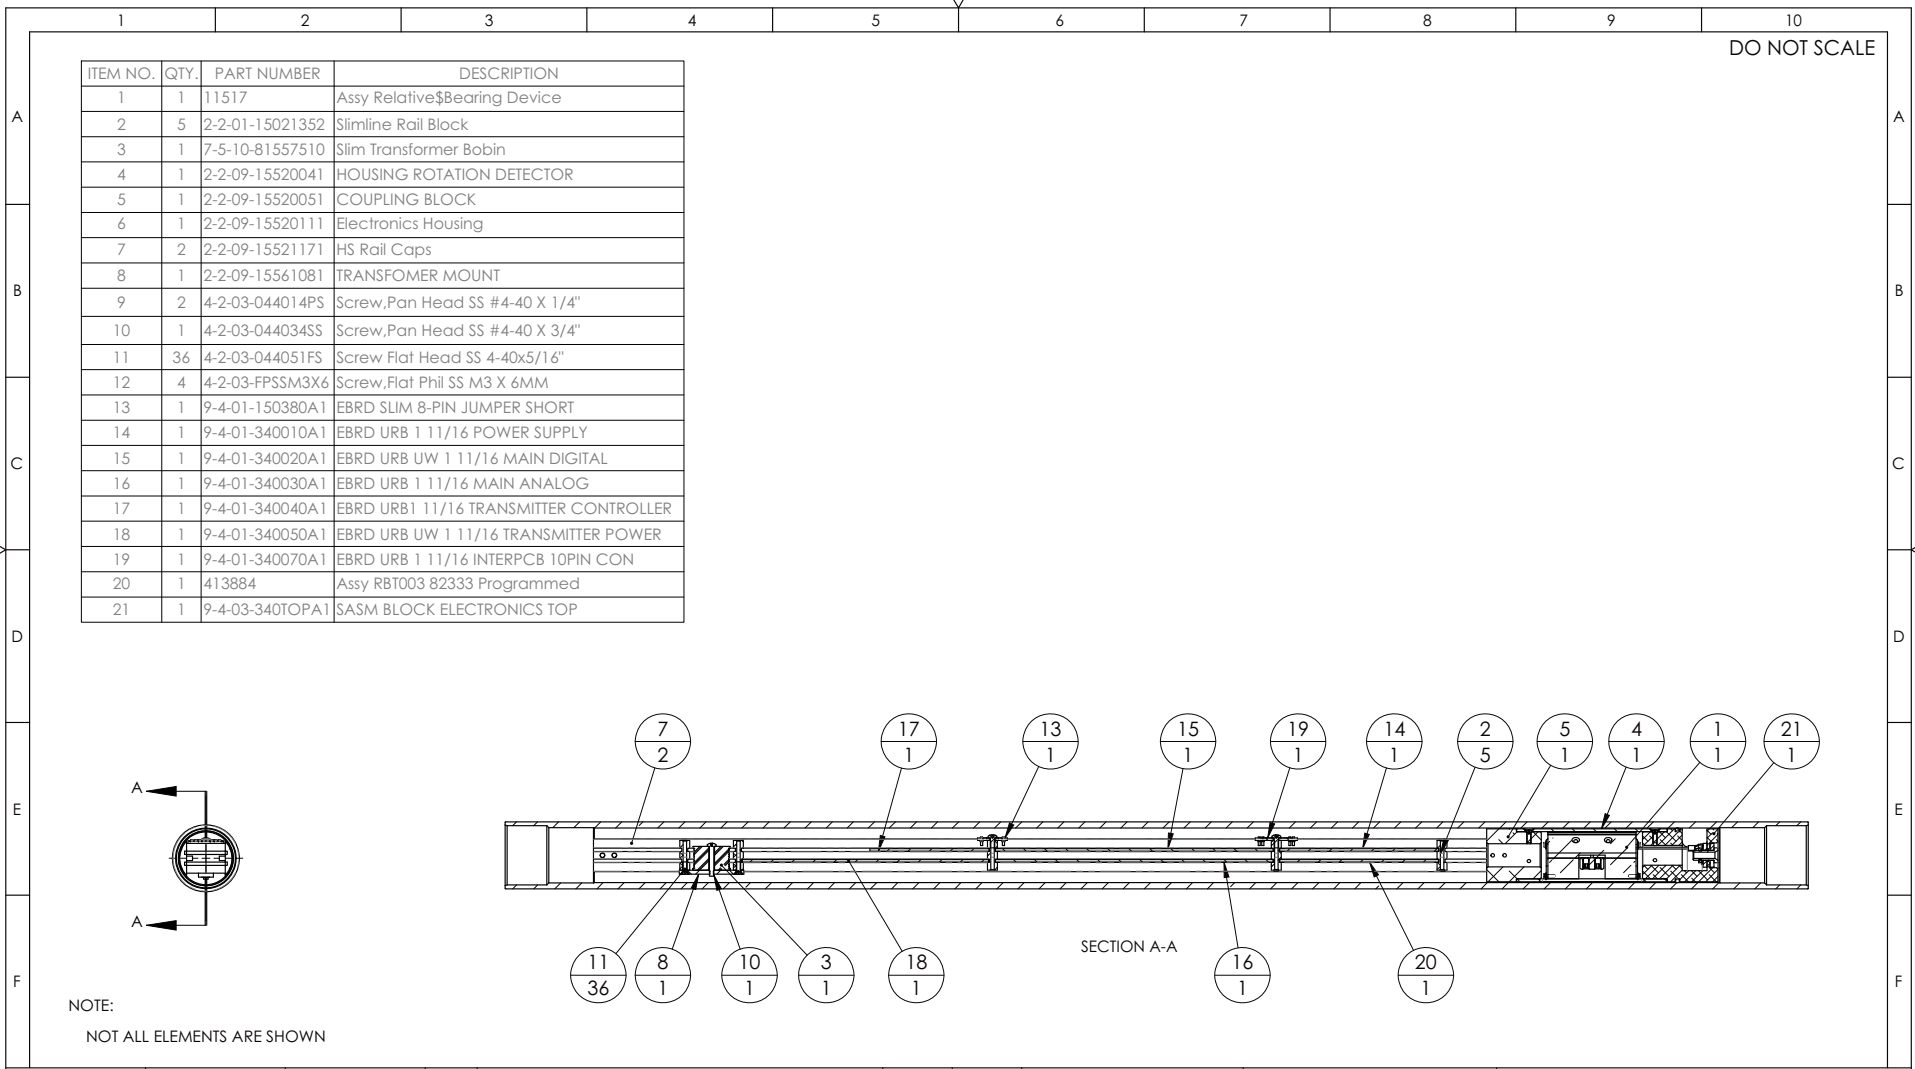 1 2 3 4 5 6 7 8 9 10
DO NOT SCALE
ITEM NO. QTY. PART NUMBER DESCRIPTION
1 1 11517 Assy Relative$Bearing Device
2 5 2-2-01-15021352 Slimline Rail Block
3 1 7-5-10-81557510 Slim Transformer Bobin
4 1 2-2-09-15520041 HOUSING ROTATION DETECTOR
5 1 2-2-09-15520051 COUPLING BLOCK
6 1 2-2-09-15520111 Electronics Housing
7 2 2-2-09-15521171 HS Rail Caps
8 1 2-2-09-15561081 TRANSFOMER MOUNT
9 2 4-2-03-044014PS Screw,Pan Head SS #4-40 X 1/4"
10 1 4-2-03-044034SS Screw,Pan Head SS #4-40 X 3/4"
11 36 4-2-03-044051FS Screw Flat Head SS 4-40x5/16"
12 4 4-2-03-FPSSM3X6 Screw,Flat Phil SS M3 X 6MM
13 1 9-4-01-150380A1 EBRD SLIM 8-PIN JUMPER SHORT
14 1 9-4-01-340010A1 EBRD URB 1 11/16 POWER SUPPLY
15 1 9-4-01-340020A1 EBRD URB UW 1 11/16 MAIN DIGITAL
16 1 9-4-01-340030A1 EBRD URB 1 11/16 MAIN ANALOG
17 1 9-4-01-340040A1 EBRD URB1 11/16 TRANSMITTER CONTROLLER
18 1 9-4-01-340050A1 EBRD URB UW 1 11/16 TRANSMITTER POWER
19 1 9-4-01-340070A1 EBRD URB 1 11/16 INTERPCB 10PIN CON
20 1 413884 Assy RBT003 82333 Programmed
21 1 9-4-03-340TOPA1 SASM BLOCK ELECTRONICS TOP
A A
B B
C C
D D
7 17 13 15 19 14 2 5 4 1 21
2 1 1 1 1 1 5 1 1 1 1
A
E E
A
SECTION A-A
11 8 10 3 18 16 20
36 1 1 1 1 1 1
F F
NOTE:
NOT ALL ELEMENTS ARE SHOWN